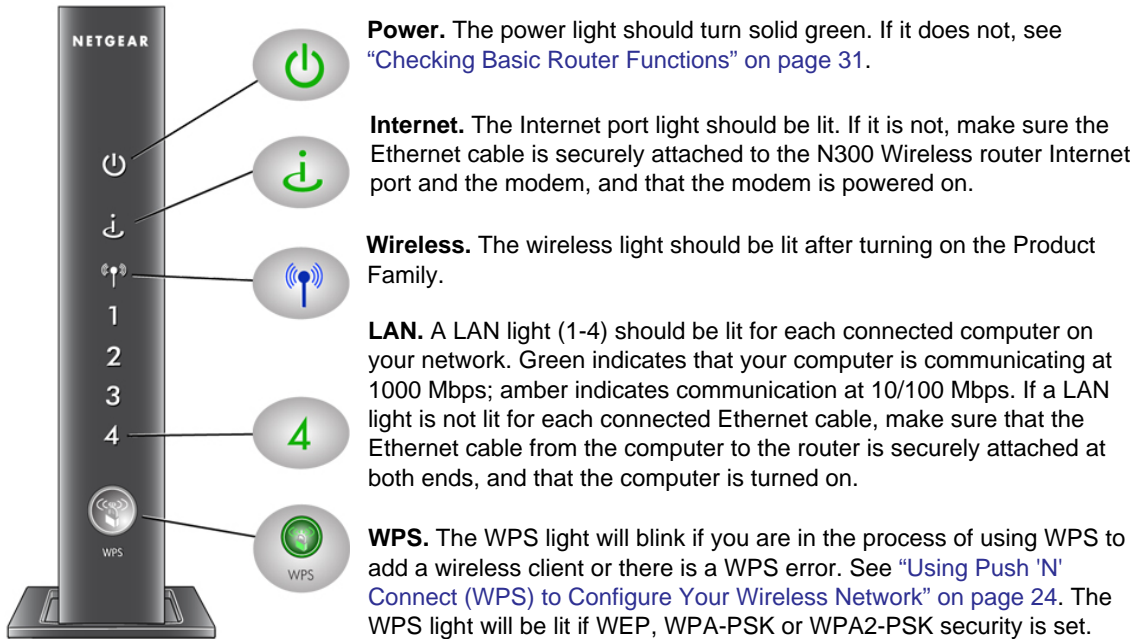 NETGEAR
Power. The power light should turn solid green. If it does not, see
“Checking Basic Router Functions” on page 31.
Internet. The Internet port light should be lit. If it is not, make sure the
Ethernet cable is securely attached to the N300 Wireless router Internet
port and the modem, and that the modem is powered on.
Wireless. The wireless light should be lit after turning on the Product
Family.
1
2
3
4
4
LAN. A LAN light (1-4) should be lit for each connected computer on
your network. Green indicates that your computer is communicating at
1000 Mbps; amber indicates communication at 10/100 Mbps. If a LAN
light is not lit for each connected Ethernet cable, make sure that the
Ethernet cable from the computer to the router is securely attached at
both ends, and that the computer is turned on.
WPS
WPS
WPS. The WPS light will blink if you are in the process of using WPS to
add a wireless client or there is a WPS error. See “Using Push 'N'
Connect (WPS) to Configure Your Wireless Network” on page 24. The
WPS light will be lit if WEP, WPA-PSK or WPA2-PSK security is set.